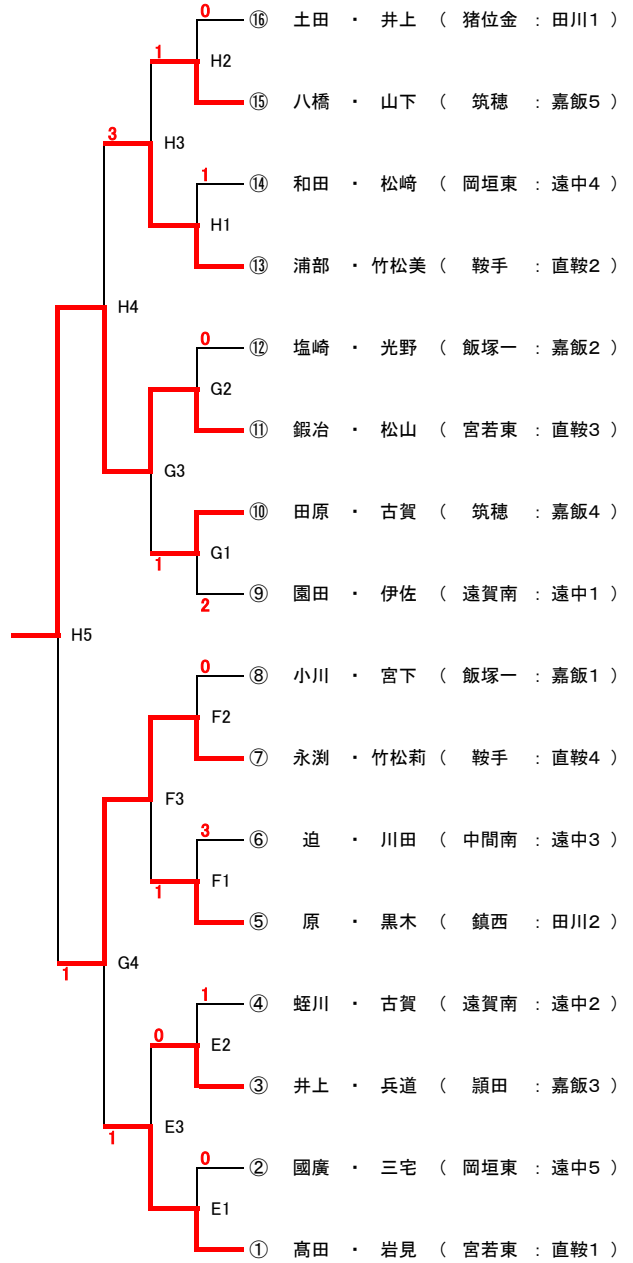 0
⑯ 土田 ・ 井上 （ 猪位金 ： 田川1 ）
1
H2
⑮ 八橋 ・ 山下 （ 筑穂 ： 嘉飯5 ）
3
H3
1
⑭ 和田 ・ 松﨑 （ 岡垣東 ： 遠中4 ）
H1
⑬ 浦部 ・ 竹松美 （ 鞍手 ： 直鞍2 ）
H4
0
⑫ 塩崎 ・ 光野 （ 飯塚一 ： 嘉飯2 ）
G2
⑪ 鍜冶 ・ 松山 （ 宮若東 ： 直鞍3 ）
G3
⑩ 田原 ・ 古賀 （ 筑穂 ： 嘉飯4 ）
G1
1
⑨ 園田 ・ 伊佐 （ 遠賀南 ： 遠中1 ）
2
H5
0
⑧ 小川 ・ 宮下 （ 飯塚一 ： 嘉飯1 ）
F2
⑦ 永渕 ・ 竹松莉 （ 鞍手 ： 直鞍4 ）
F3
3
⑥ 迫 ・ 川田 （ 中間南 ： 遠中3 ）
F1
1
⑤ 原 ・ 黒木 （ 鎮西 ： 田川2 ）
G4
1
1
④ 蛭川 ・ 古賀 （ 遠賀南 ： 遠中2 ）
0
E2
③ 井上 ・ 兵道 （ 頴田 ： 嘉飯3 ）
E3
1
0
② 國廣 ・ 三宅 （ 岡垣東 ： 遠中5 ）
E1
① 髙田 ・ 岩見 （ 宮若東 ： 直鞍1 ）